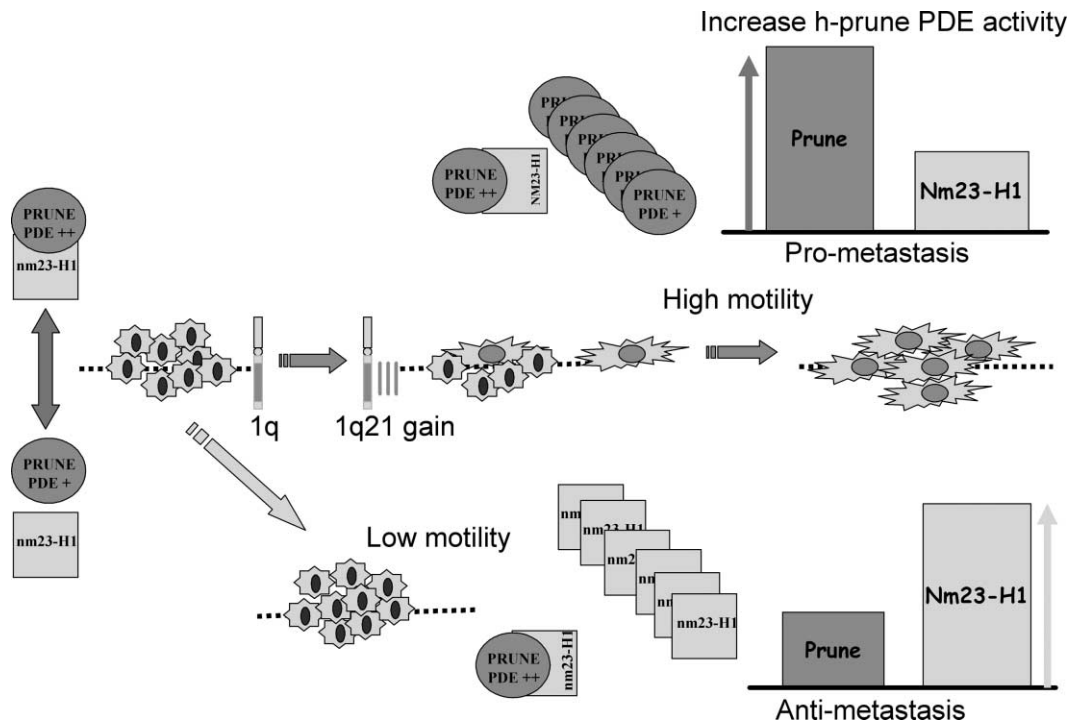 Increase h-prune PDE activity
PRUNE
PDE ++
NM23-H1
PRUNE
PDE +
Prune
Nm23-H1
Pro-metastasis
PRUNE
PDE ++
nm23-H1
High motility
1q
1q21 gain
PRUNE
PDE +
nm23-H1
Low motility
nm23-H1
nm23-H1
PRUNE
PDE ++
nm23-H1
Prune
Nm23-H1
Anti-metastasis